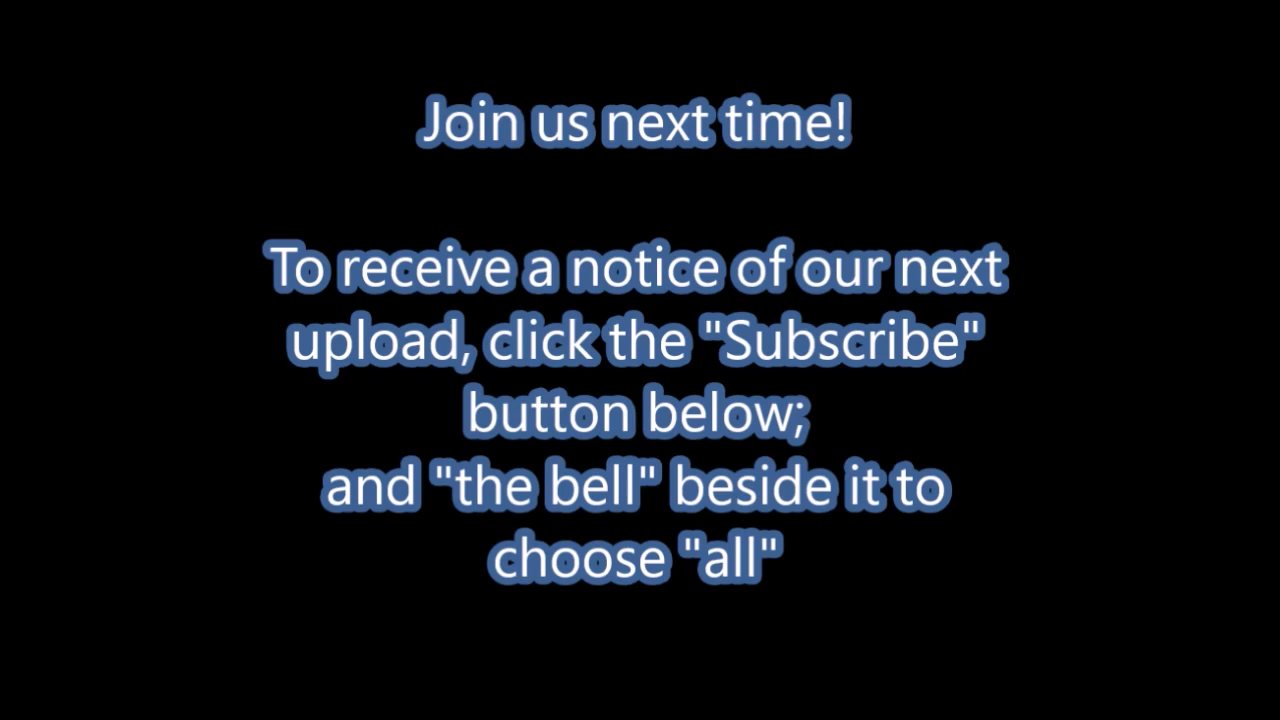 Join us next time!
To receive a notice of our next
upload, click the "Subscribe"
button below;
and "the bell" beside it to
choose "all"